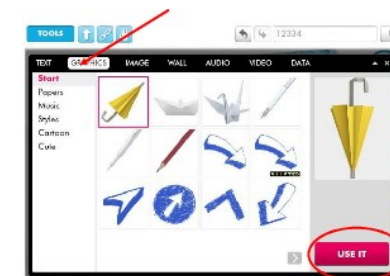 TOOLS 12334
TEXT GRAPHICS IMAGE WALL AUDIO VIDEO DATA
Start
Papers
Music
Styles
Cartoon
Cute
USE IT